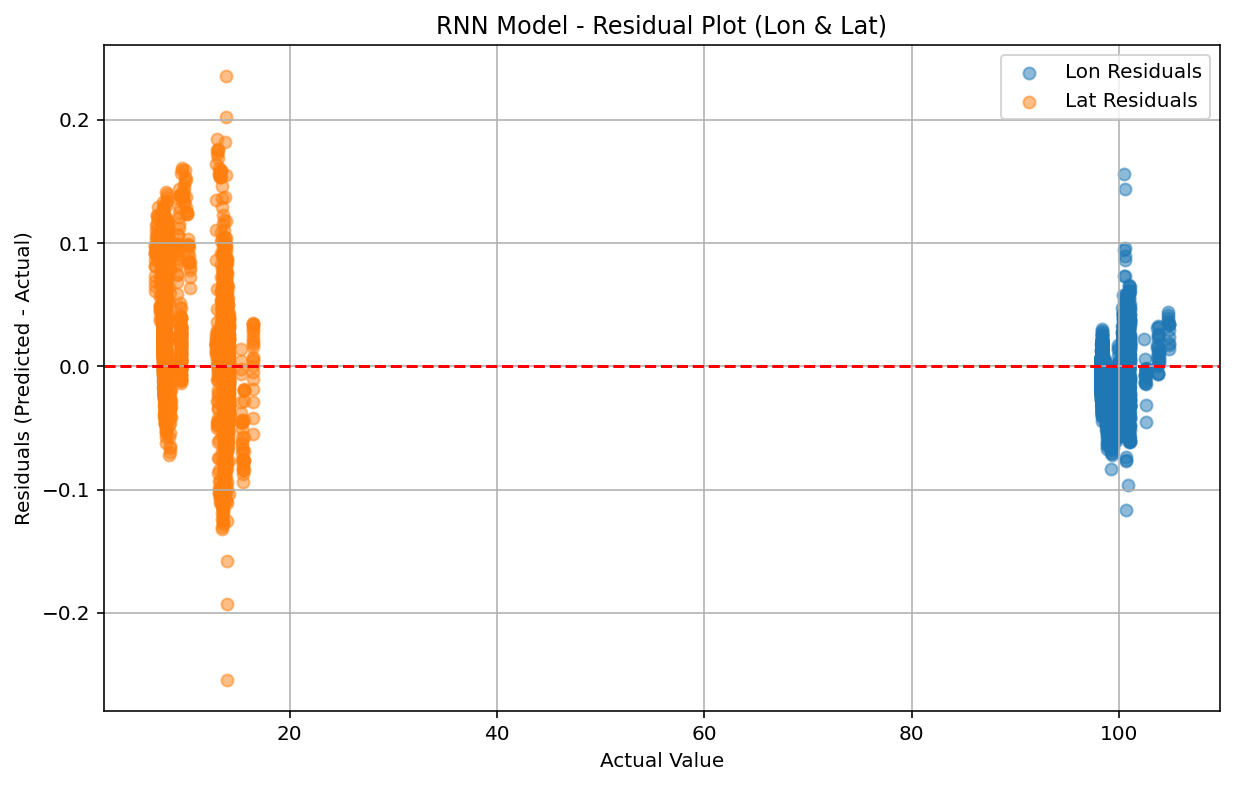 RNN Model - Residual Plot (Lon & Lat)
Lon Residuals
Lat Residuals
Residuals (Predicted - Actual)
0.2
0.1
0.0
−0.1
−0.2
20
40
60
80
100
Actual Value